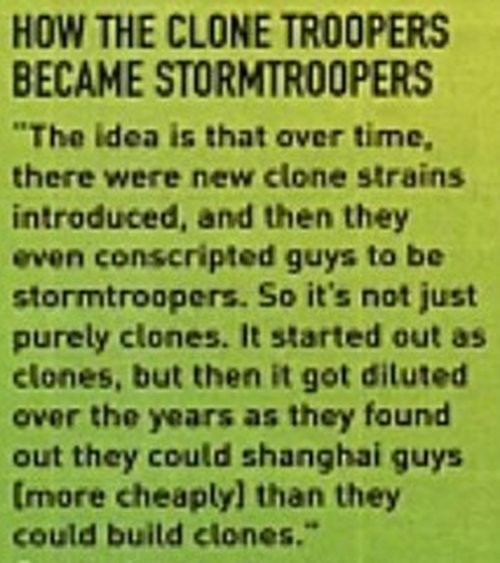 HOW THE CLONE TROOPERS
BECAME STORMTROOPERS
"The idea is that over time,
there were new clone strains
introduced, and then they
even conscripted guys to be
stormtroopers. So it's not just
purely clones. It started out as
clones, but then it got diluted
over the years as they found
out they could shanghai guys
[more cheaply] than they
could build clones."